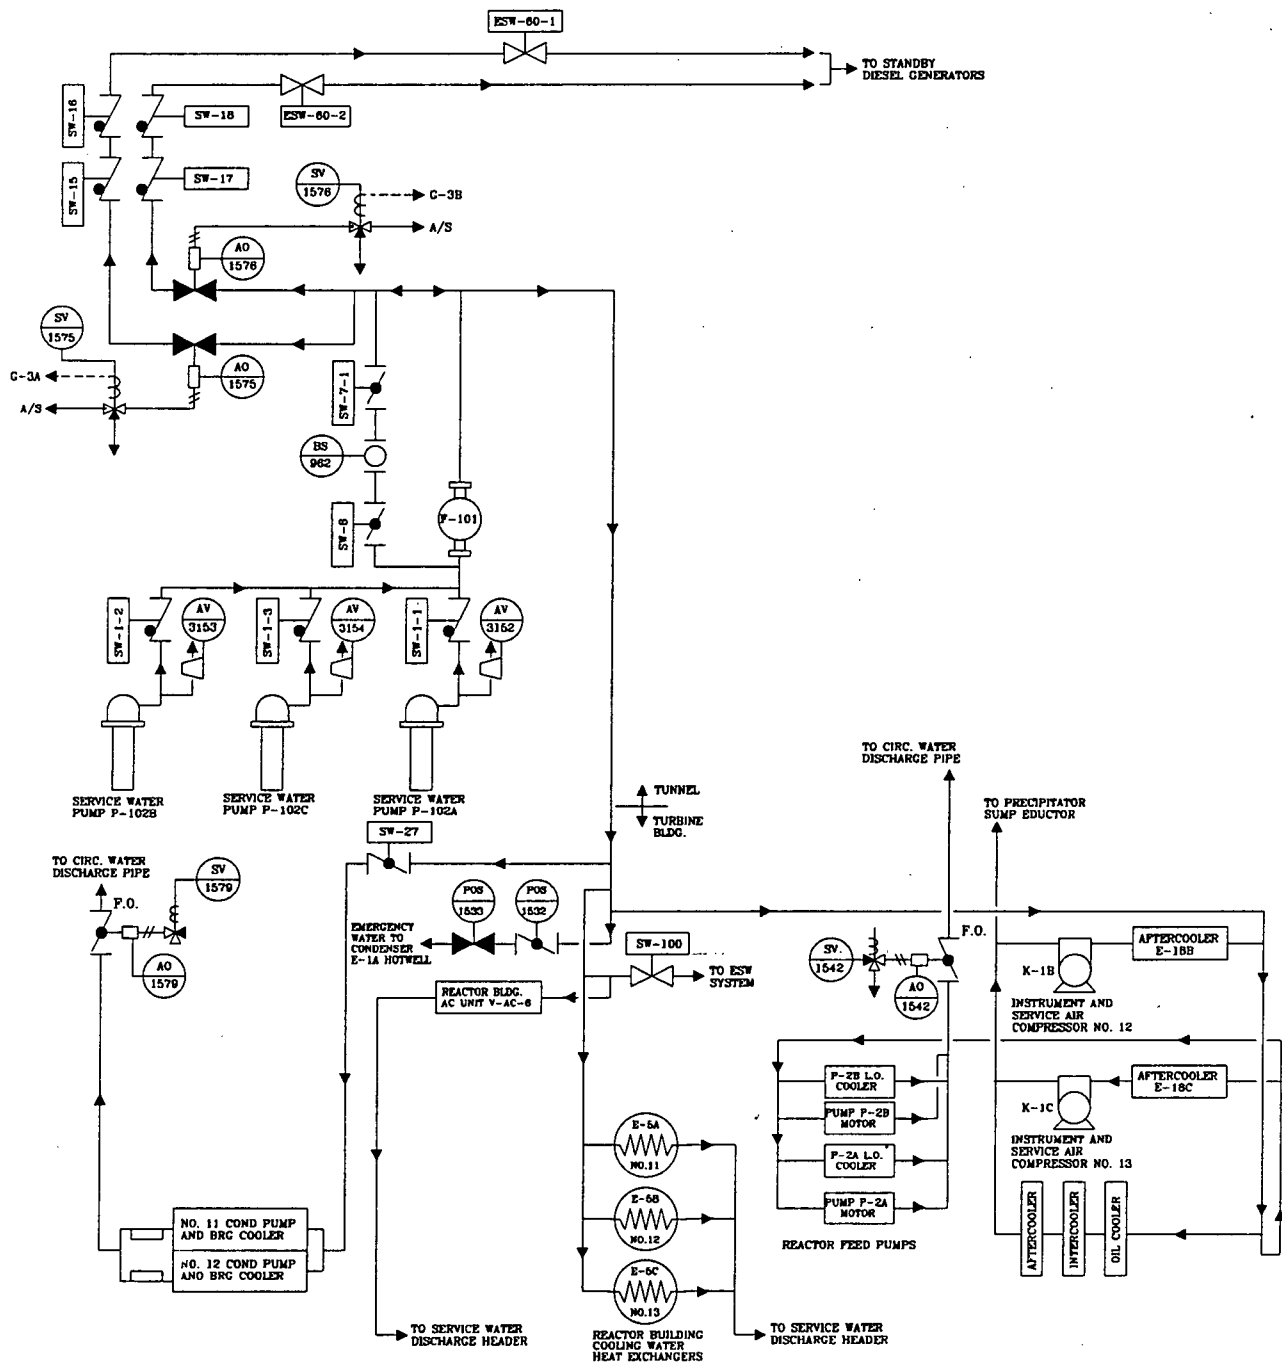 ESW-60-1
TO STANDBY
DIESEL GENERATORS
SW-16
SW-18
ESW-60-2
SW-15
SW-17
SV
1576
G-3B
A/S
AO
1576
SV
1575
G-3A
A/S
AO
1575
SW-7-1
BS
962
SW-8
F-101
SW-1-2
AV
3153
SW-1-3
AV
3154
SW-1-1
AV
3152
SERVICE WATER
PUMP P-102B
SERVICE WATER
PUMP P-102C
SERVICE WATER
PUMP P-102A
TUNNEL
TURBINE
BLDG.
TO CIRC. WATER
DISCHARGE PIPE
TO PRECIPITATOR
SUMP EDUCTOR
SW-27
TO CIRC. WATER
DISCHARGE PIPE
F.O.
SV
1579
AO
1579
POS
1533
POS
1532
EMERGENCY
WATER TO
CONDENSER
E-1A HOTWELL
SW-100
TO ESW
SYSTEM
REACTOR BLDG.
AC UNIT V-AC-6
SV.
1542
F.O.
AO
1542
K-1B
AFTERCOOLER
E-18B
INSTRUMENT AND
SERVICE AIR
COMPRESSOR NO. 12
P-2B L.O.
COOLER
PUMP P-2B
MOTOR
P-2A L.O.
COOLER
PUMP P-2A
MOTOR
REACTOR FEED PUMPS
K-1C
AFTERCOOLER
E-18C
INSTRUMENT AND
SERVICE AIR
COMPRESSOR NO. 13
AFTERCOOLER
INTERCOOLER
OIL COOLER
E-5A
NO.11
E-5B
NO.12
E-5C
NO.13
NO. 11 COND PUMP
AND BRG COOLER
NO. 12 COND PUMP
AND BRG COOLER
TO SERVICE WATER
DISCHARGE HEADER
REACTOR BUILDING
COOLING WATER
HEAT EXCHANGERS
TO SERVICE WATER
DISCHARGE HEADER